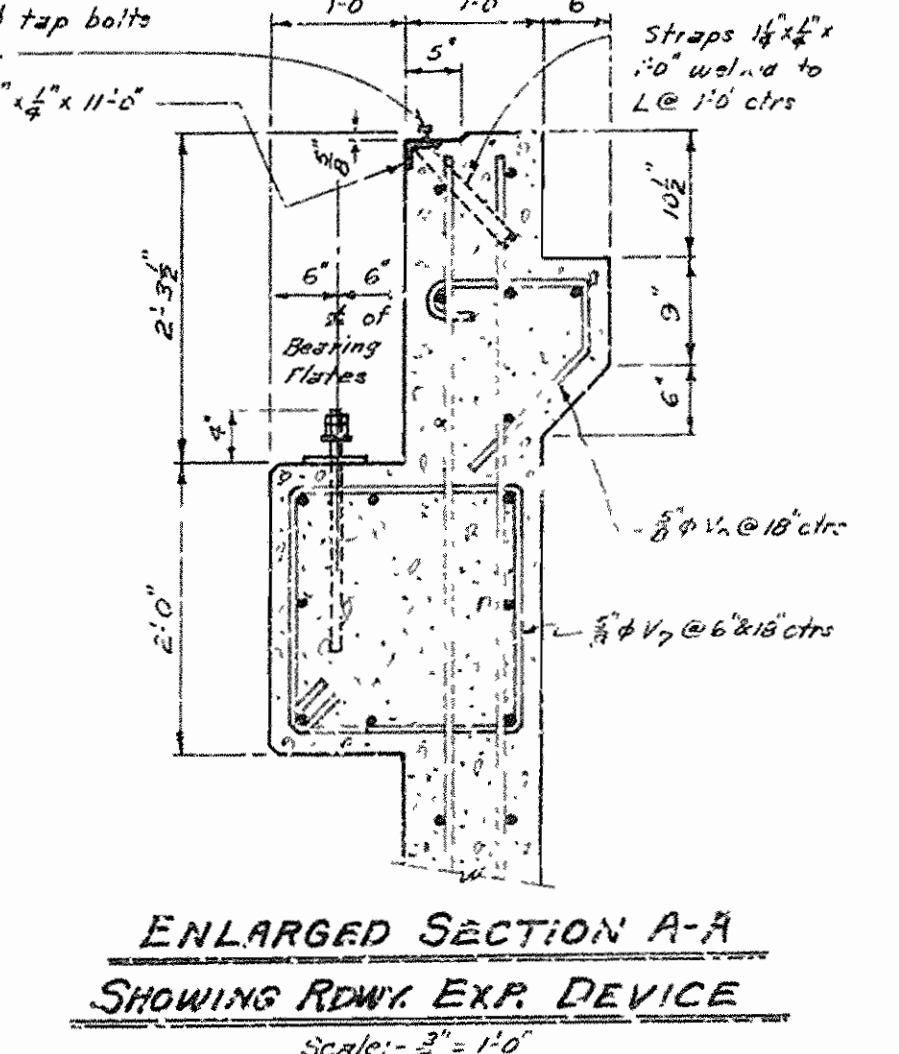 tap bolts
1'-0"
1'-0"
6"
"x¼"x 11'-0"
5"
Straps 1¼"x¼"x
1'-0" welded to
L @ 1'-0" ctrs
5/8"
10½"
2'-3½"
6"
6"
℄ of
Bearing
Plates
9"
6"
4"
2'-0"
⅝"φ V @ 18" ctrs
φ V7 @ 6" & 18" ctrs
ENLARGED SECTION A-A
SHOWING RDWY. EXP. DEVICE
Scale:- ¾" = 1'-0"